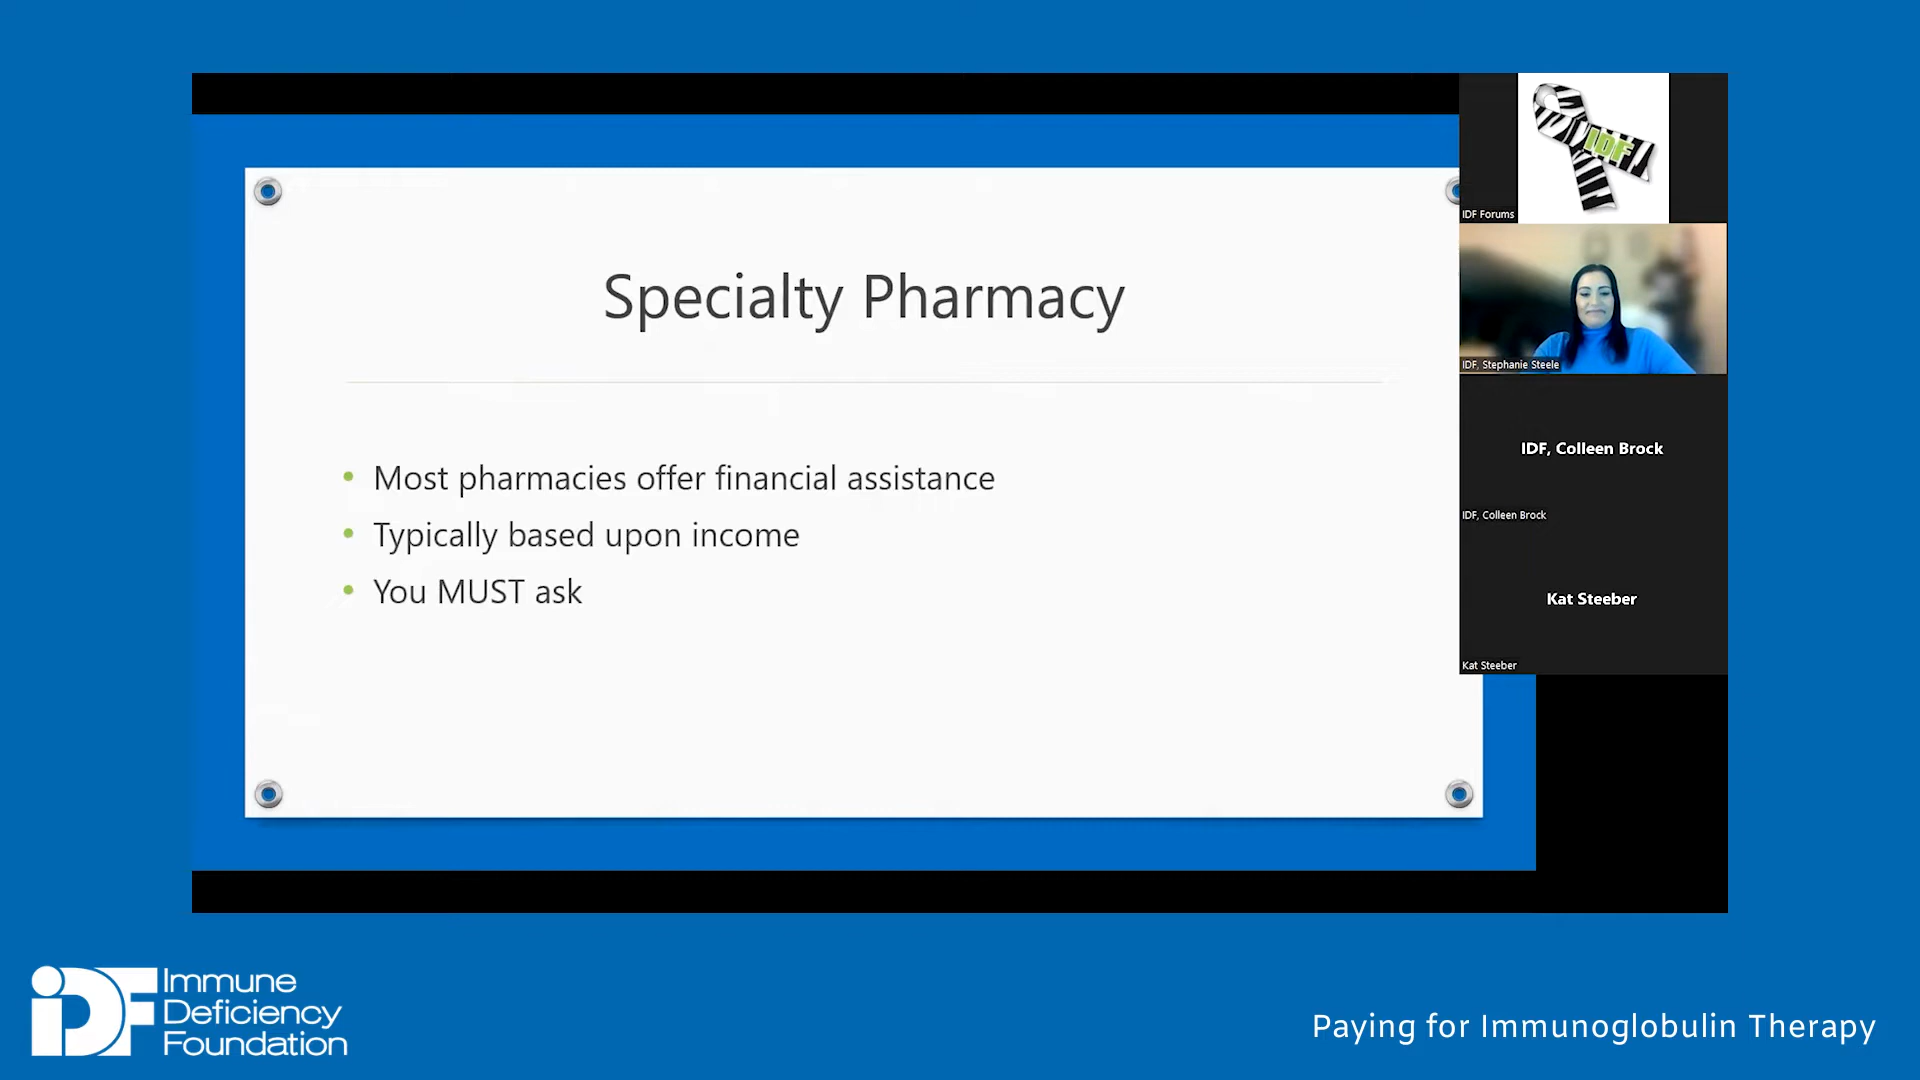 Specialty Pharmacy
• Most pharmacies offer financial assistance
• Typically based upon income
• You MUST ask
IDF
IDF Forums
IDF, Stephanie Steele
IDF, Colleen Brock
IDF, Colleen Brock
Kat Steeber
Kat Steeber
IDF Immune
Deficiency
Foundation
Paying for Immunoglobulin Therapy